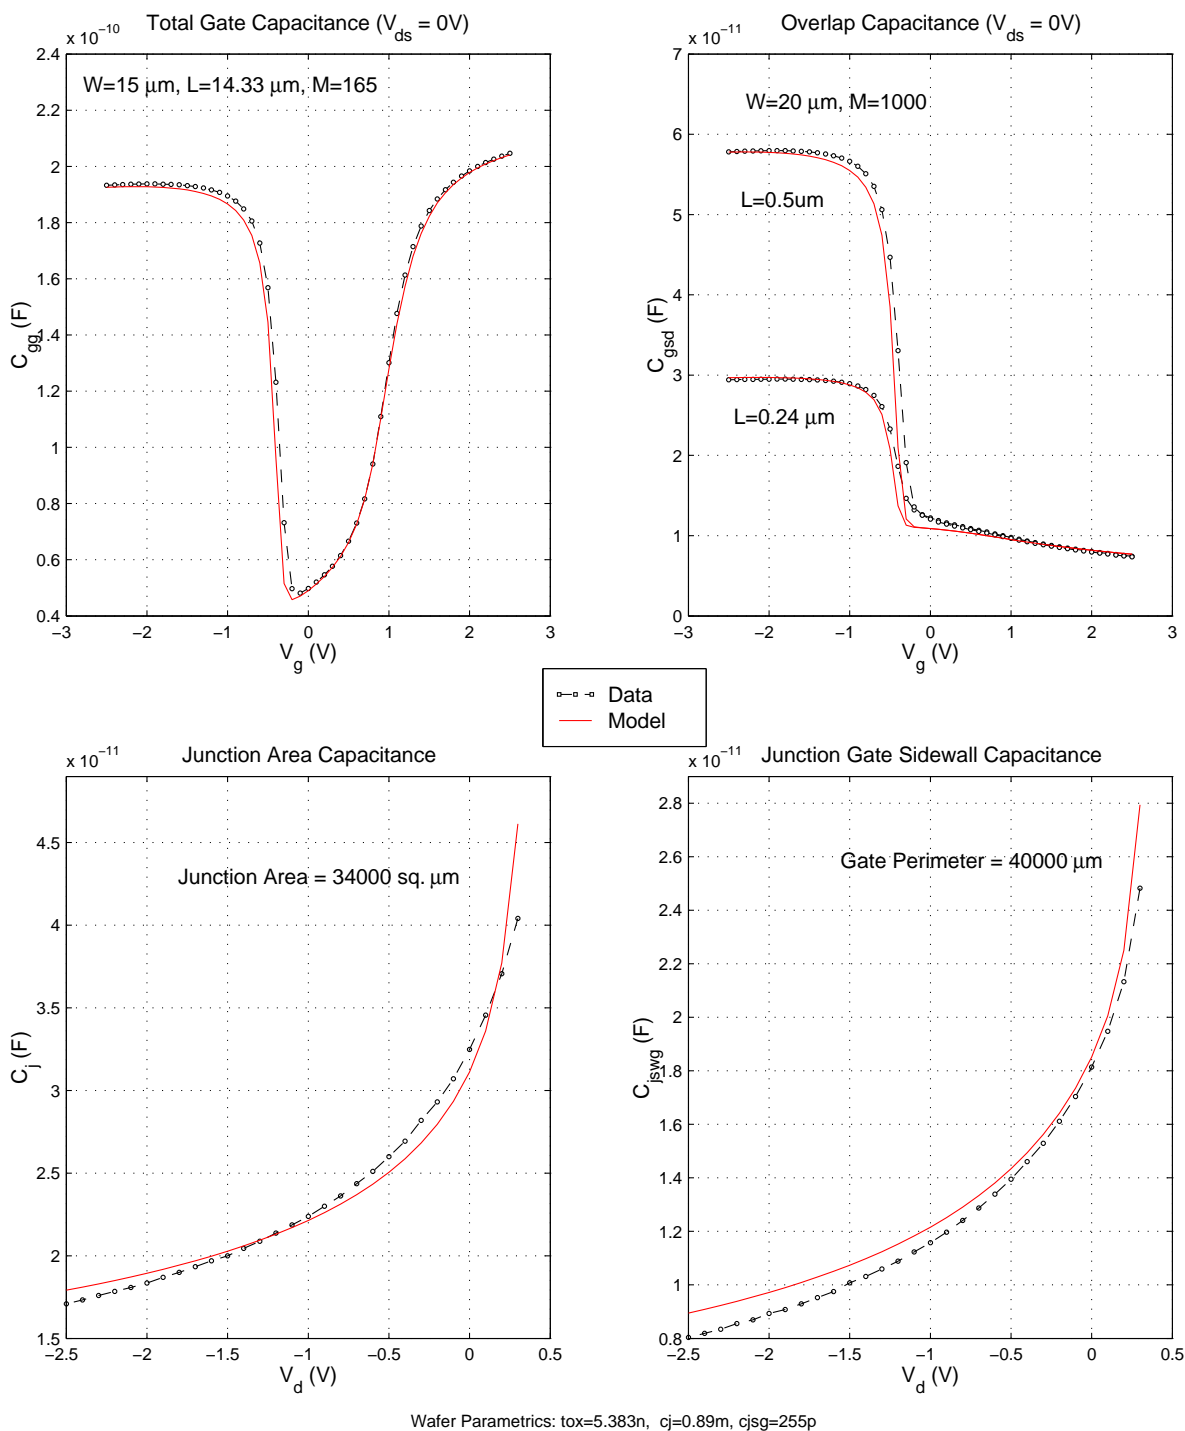 Total Gate Capacitance (V_ds = 0V)
x 10^−10
W=15 μm, L=14.33 μm, M=165
C_gg (F)
2.4
2.2
2
1.8
1.6
1.4
1.2
1
0.8
0.6
0.4
−3 −2 −1 0 1 2 3
V_g (V)
Overlap Capacitance (V_ds = 0V)
x 10^−11
W=20 μm, M=1000
L=0.5um
L=0.24 μm
C_gsd (F)
7
6
5
4
3
2
1
0
−3 −2 −1 0 1 2 3
V_g (V)
Data
Model
Junction Area Capacitance
x 10^−11
Junction Area = 34000 sq. μm
C_j (F)
4.5
4
3.5
3
2.5
2
1.5
−2.5 −2 −1.5 −1 −0.5 0 0.5
V_d (V)
Junction Gate Sidewall Capacitance
x 10^−11
Gate Perimeter = 40000 μm
C_jswg (F)
2.8
2.6
2.4
2.2
2
1.8
1.6
1.4
1.2
1
0.8
−2.5 −2 −1.5 −1 −0.5 0 0.5
V_d (V)
Wafer Parametrics: tox=5.383n, cj=0.89m, cjsg=255p